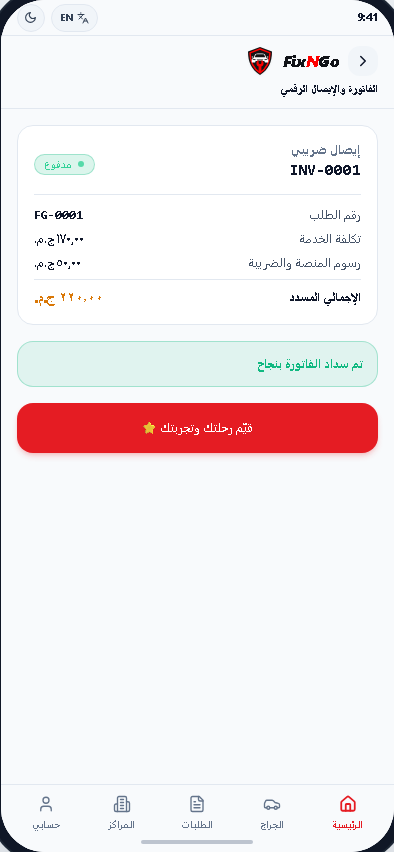 9:41
EN
FixNGo
الفاتورة والإيصال الرقمي
إيصال ضريبي
INV-0001
مدفوع
رقم الطلب FG-0001
تكلفة الخدمة ١٧٠٫٠٠ ج.م.
رسوم المنصة والضريبة ٥٠٫٠٠ ج.م.
الإجمالي المسدد ٢٢٠٫٠٠ ج.م.
تم سداد الفاتورة بنجاح
قيّم رحلتك وتجربتك ⭐
الرئيسية
الجراج
الطلبات
المراكز
حسابي